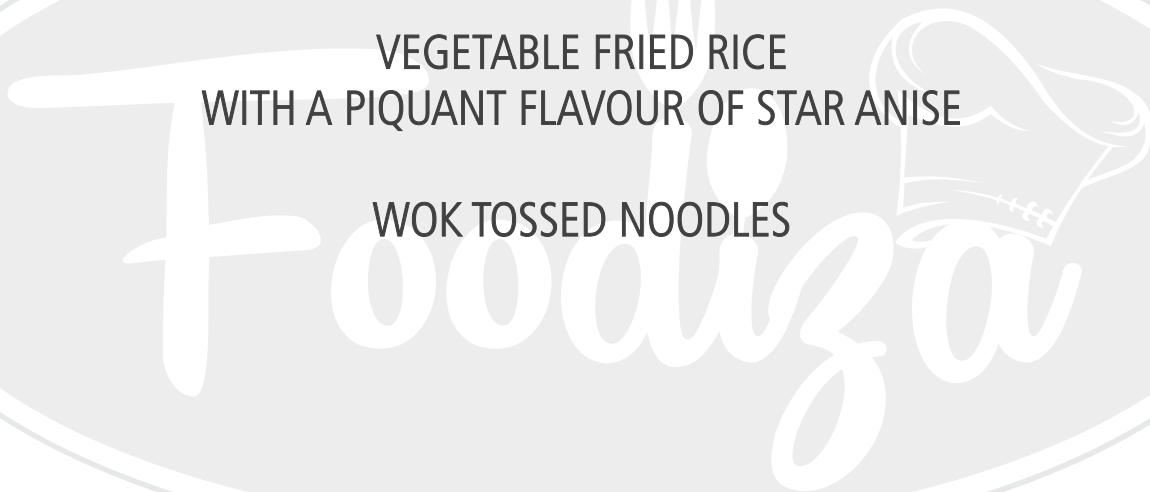 VEGETABLE FRIED RICE
WITH A PIQUANT FLAVOUR OF STAR ANISE
WOK TOSSED NOODLES
Foodiza